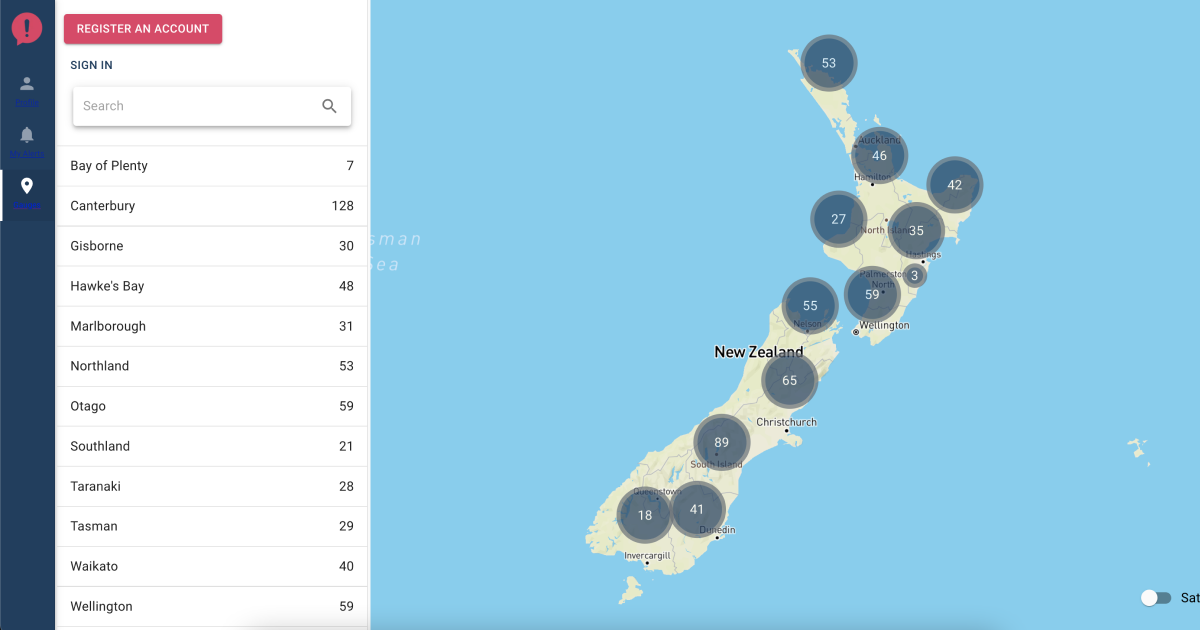 REGISTER AN ACCOUNT
SIGN IN
Search
Bay of Plenty 7
Canterbury 128
Gisborne 30
Hawke's Bay 48
Marlborough 31
Northland 53
Otago 59
Southland 21
Taranaki 28
Tasman 29
Waikato 40
Wellington 59
My Alerts
53
Auckland
46
Hamilton
42
27
North Island
35
Hastings
sman
Sea
Palmerston
North
3
59
55
Nelson
Wellington
New Zealand
65
Christchurch
89
South Island
Queenstown
18
41
Dunedin
Invercargill
Sat